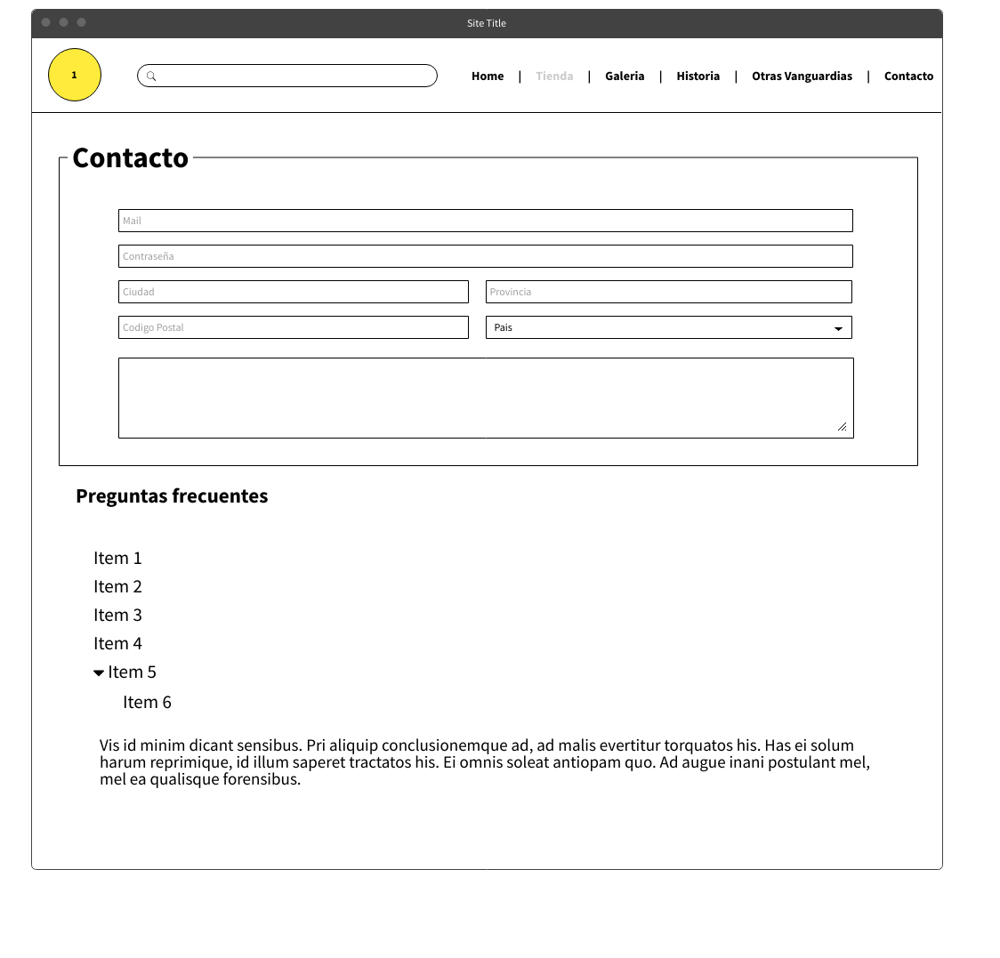 Site Title
1
Home | Tienda | Galeria | Historia | Otras Vanguardias | Contacto
Contacto
Mail
Contraseña
Ciudad
Provincia
Codigo Postal
Pais
Preguntas frecuentes
Item 1
Item 2
Item 3
Item 4
Item 5
Item 6
Vis id minim dicant sensibus. Pri aliquip conclusionemque ad, ad malis evertitur torquatos his. Has ei solum
harum reprimique, id illum saperet tractatos his. Ei omnis soleat antiopam quo. Ad augue inani postulant mel,
mel ea qualisque forensibus.